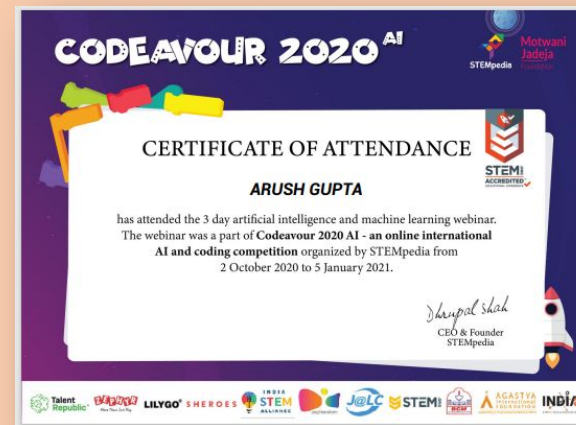 CODEAVOUR 2020 AI
STEMpedia
Motwani
Jadeja
Foundation
CERTIFICATE OF ATTENDANCE
STEM
ACCREDITED
ARUSH GUPTA
has attended the 3 day artificial intelligence and machine learning webinar.
The webinar was a part of Codeavour 2020 AI - an online international
AI and coding competition organized by STEMpedia from
2 October 2020 to 5 January 2021.
Dhrupal Shah
CEO & Founder
STEMpedia
Talent
Republic
ZEPHYR
LILYGO
SHEROES
INDIA
STEM
ALLIANCE
J@LC
STEM
BCM
AGASTYA
INTERNATIONAL
FOUNDATION
INDIA